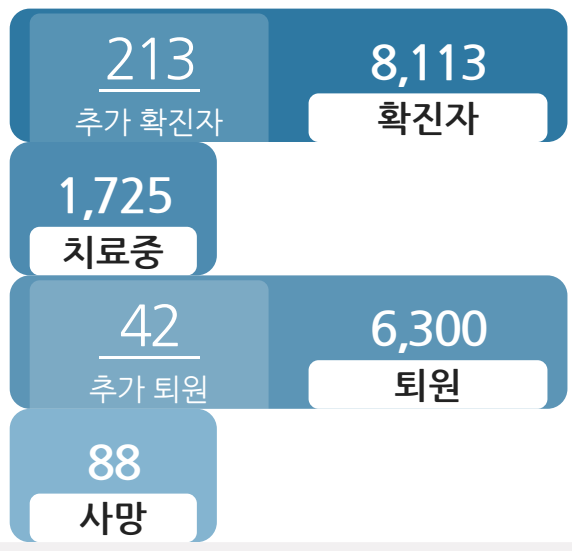 213
추가 확진자
8,113
확진자
1,725
치료중
42
추가 퇴원
6,300
퇴원
88
사망